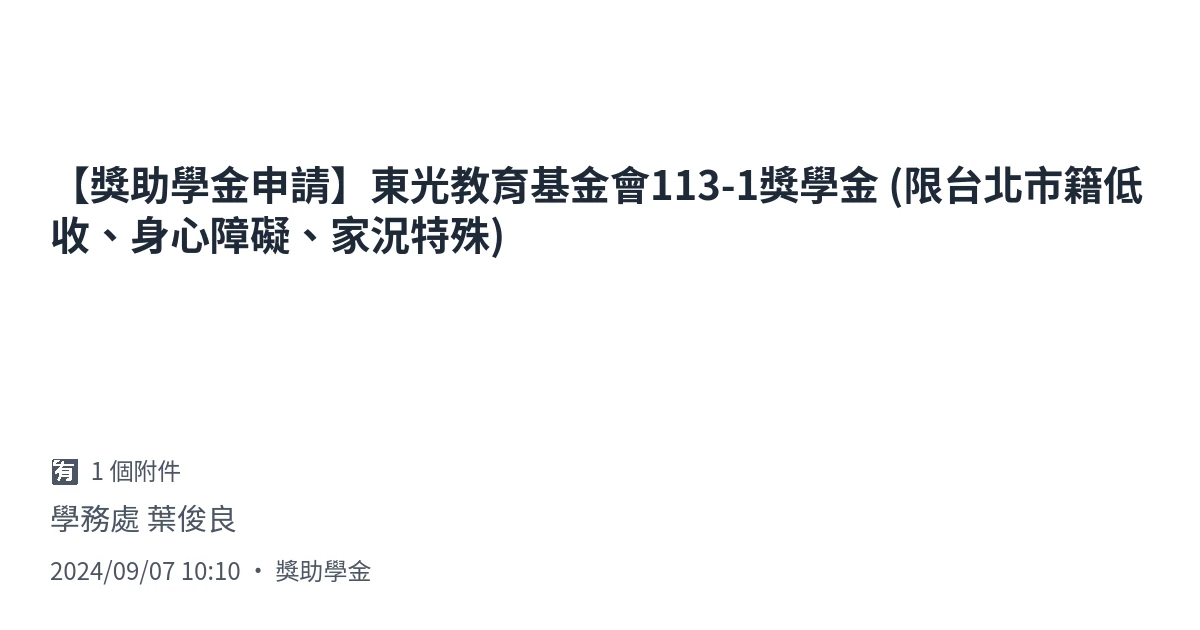 【獎助學金申請】東光教育基金會113-1獎學金 (限台北市籍低
收、身心障礙、家況特殊)
有 1 個附件
學務處 葉俊良
2024/09/07 10:10 ・ 獎助學金